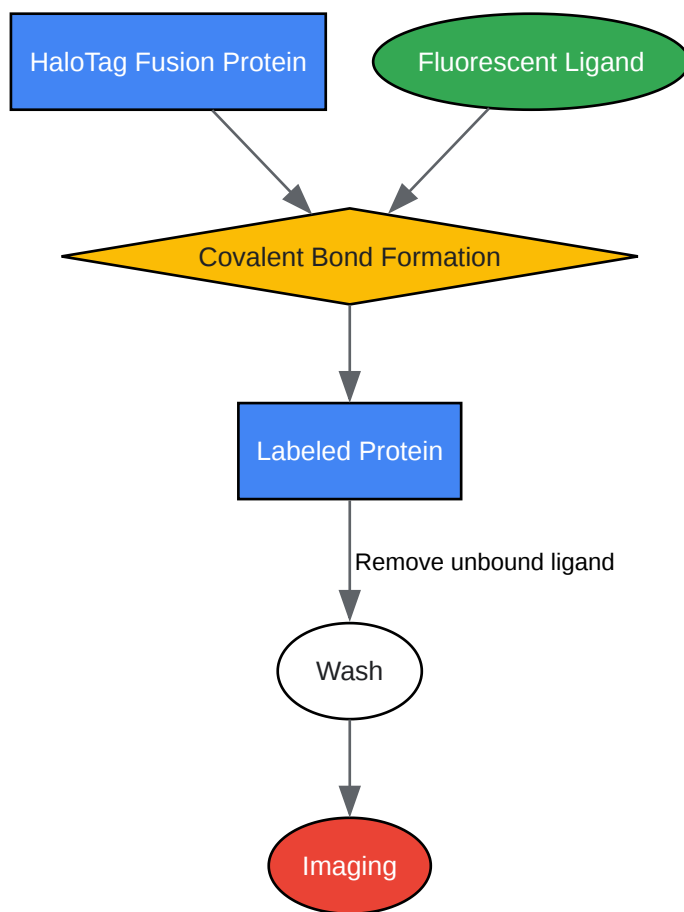 HaloTag Fusion Protein
Fluorescent Ligand
Covalent Bond Formation
Labeled Protein
Remove unbound ligand
Wash
Imaging